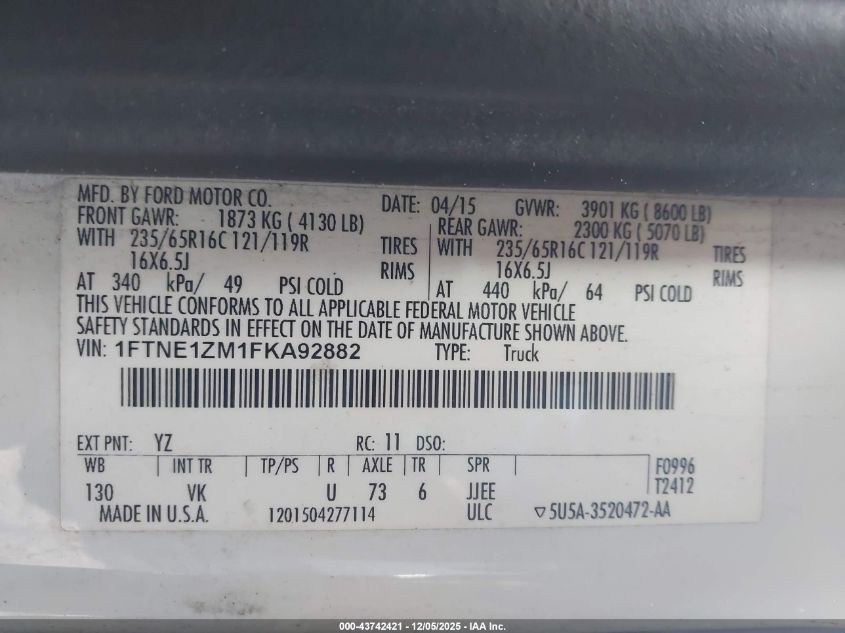 MFD. BY FORD MOTOR CO. DATE: 04/15 GVWR: 3901 KG ( 8600 LB)
FRONT GAWR: 1873 KG ( 4130 LB) REAR GAWR: 2300 KG ( 5070 LB)
WITH 235/65R16C 121/119R TIRES WITH 235/65R16C 121/119R TIRES
16X6.5J RIMS 16X6.5J RIMS
AT 340 kPa/ 49 PSI COLD AT 440 kPa/ 64 PSI COLD
THIS VEHICLE CONFORMS TO ALL APPLICABLE FEDERAL MOTOR VEHICLE
SAFETY STANDARDS IN EFFECT ON THE DATE OF MANUFACTURE SHOWN ABOVE.
VIN: 1FTNE1ZM1FKA92882 TYPE: Truck
EXT PNT: YZ RC: 11 DSO:
WB INT TR TP/PS R AXLE TR SPR F0996
130 VK U 73 6 JJEE T2412
MADE IN U.S.A. 1201504277114 ULC ▽5U5A-3520472-AA
000-43742421 - 12/05/2025 - IAA Inc.